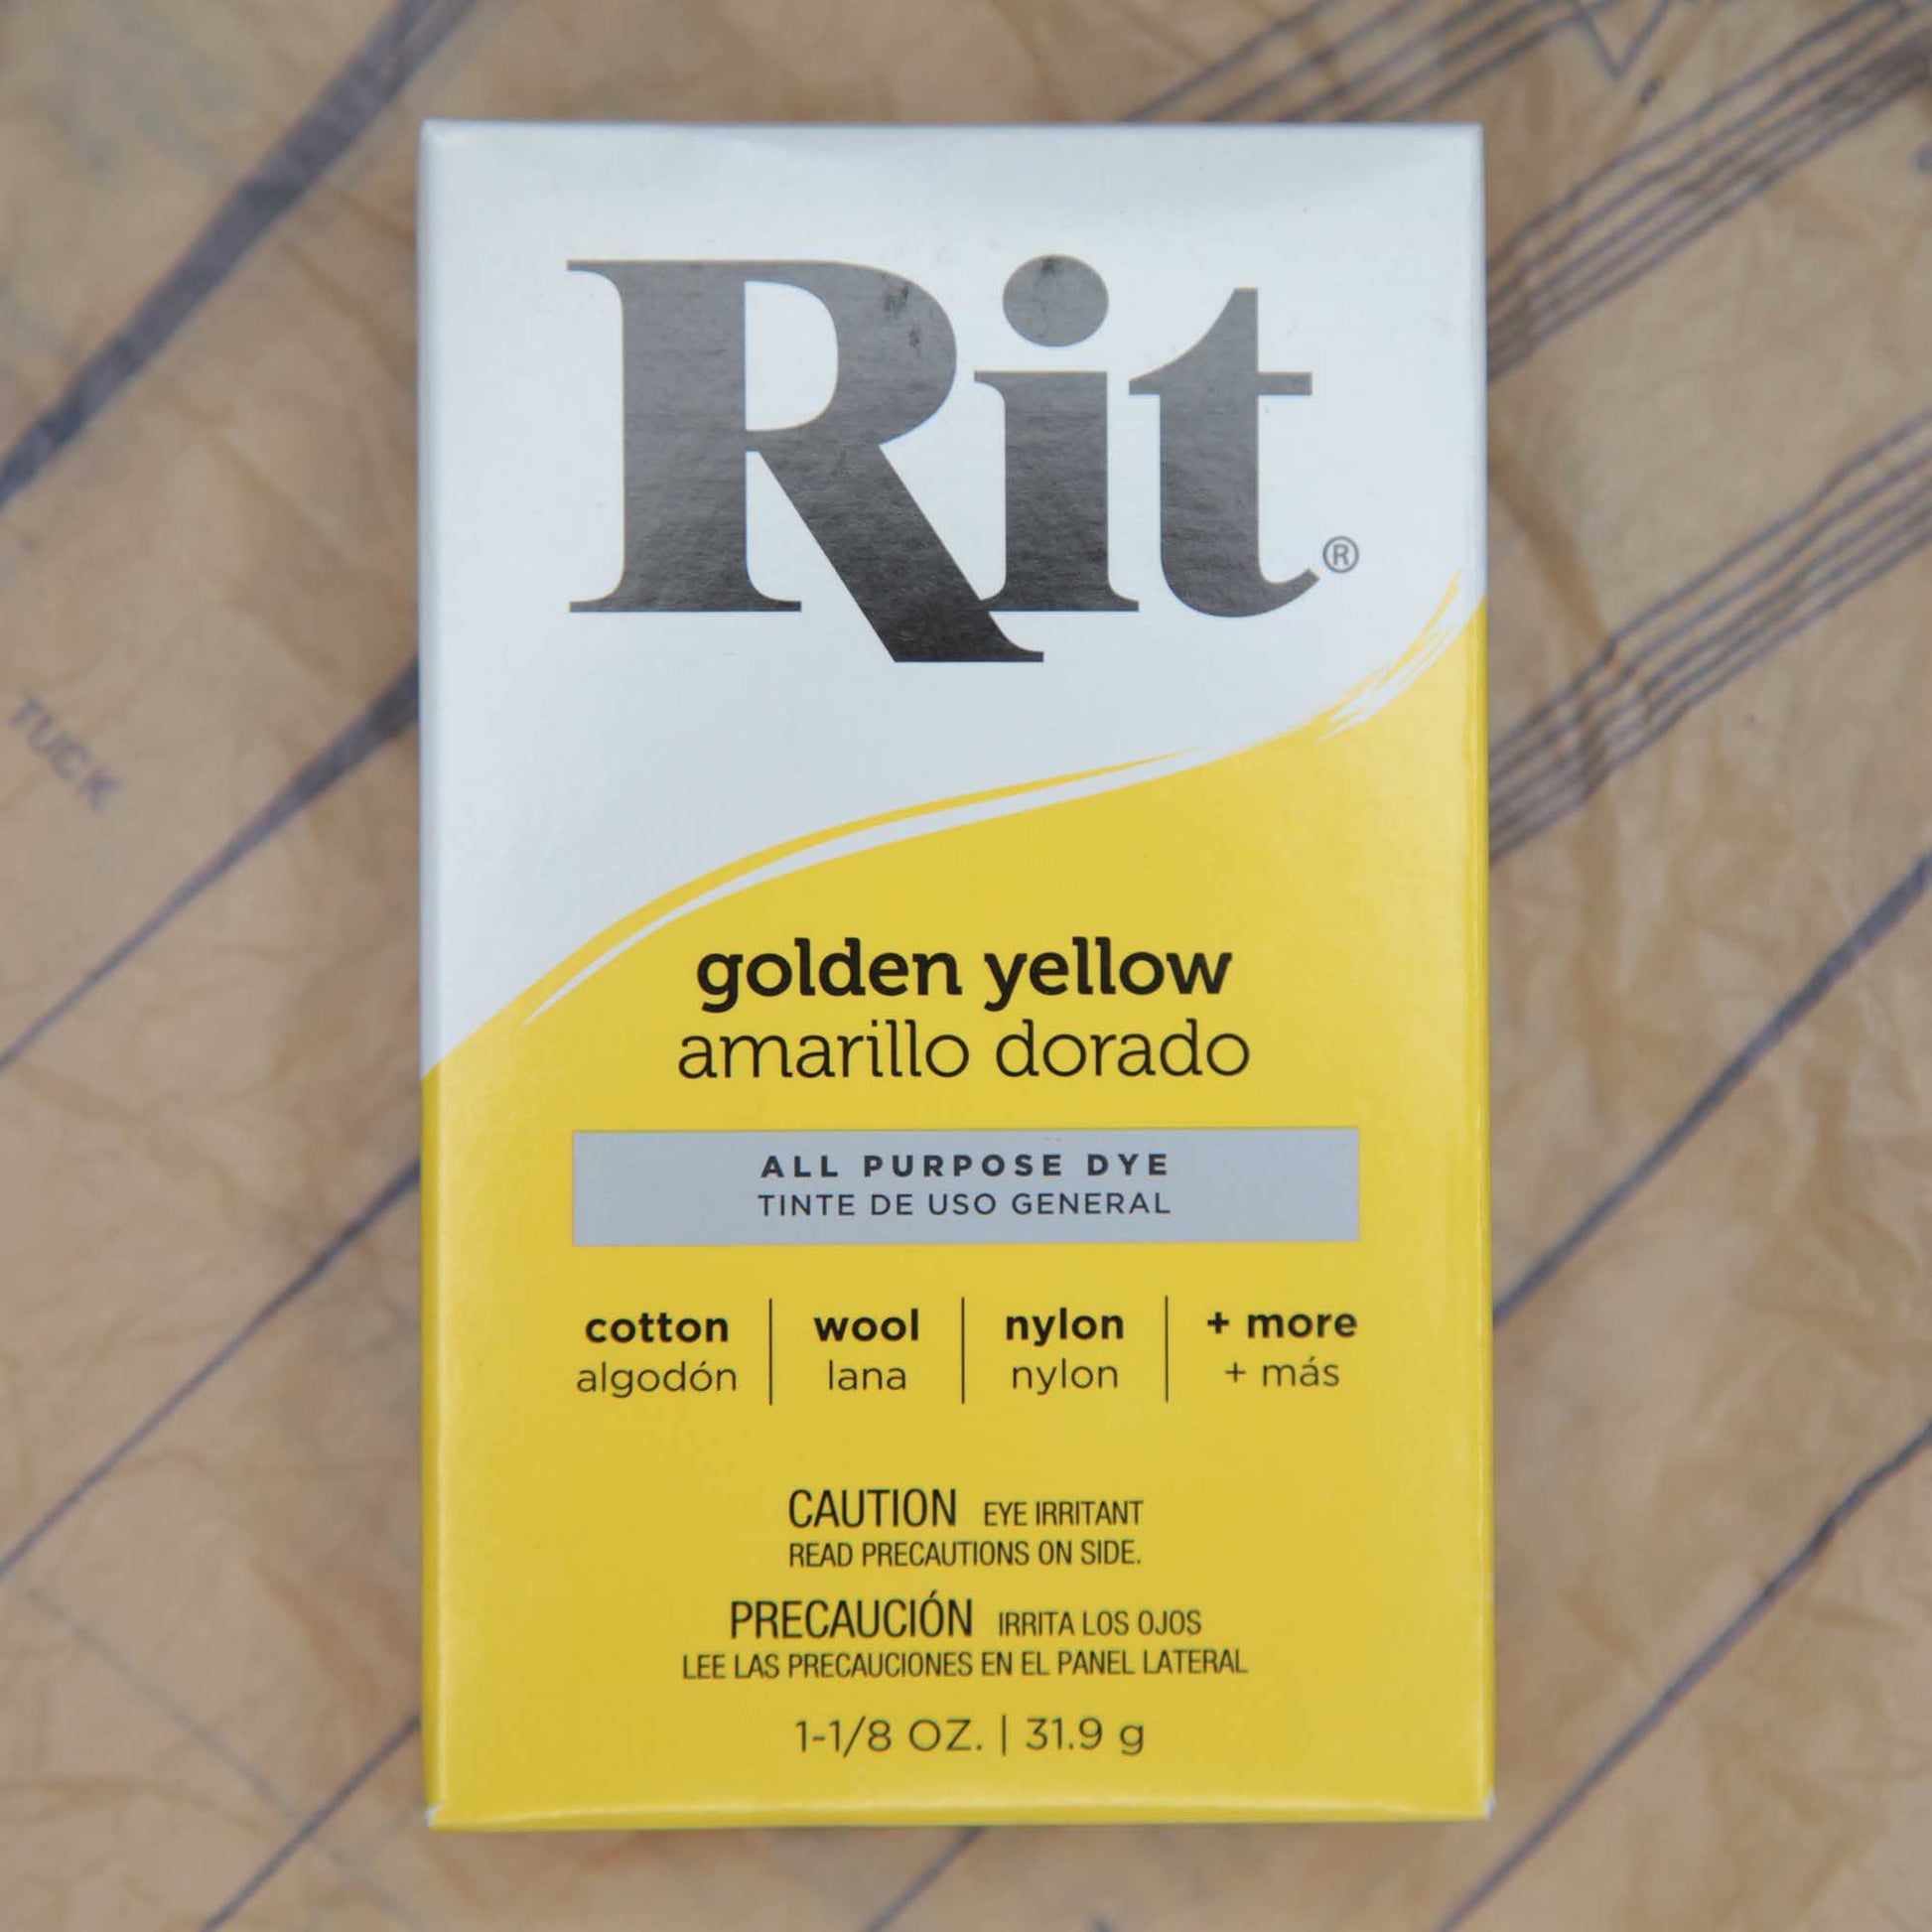 Rit®
golden yellow
amarillo dorado
ALL PURPOSE DYE
TINTE DE USO GENERAL
cotton | wool | nylon | + more
algodón | lana | nylon | + más
CAUTION EYE IRRITANT
READ PRECAUTIONS ON SIDE.
PRECAUCIÓN IRRITA LOS OJOS
LEE LAS PRECAUCIONES EN EL PANEL LATERAL
1-1/8 OZ. | 31.9 g
TUCK